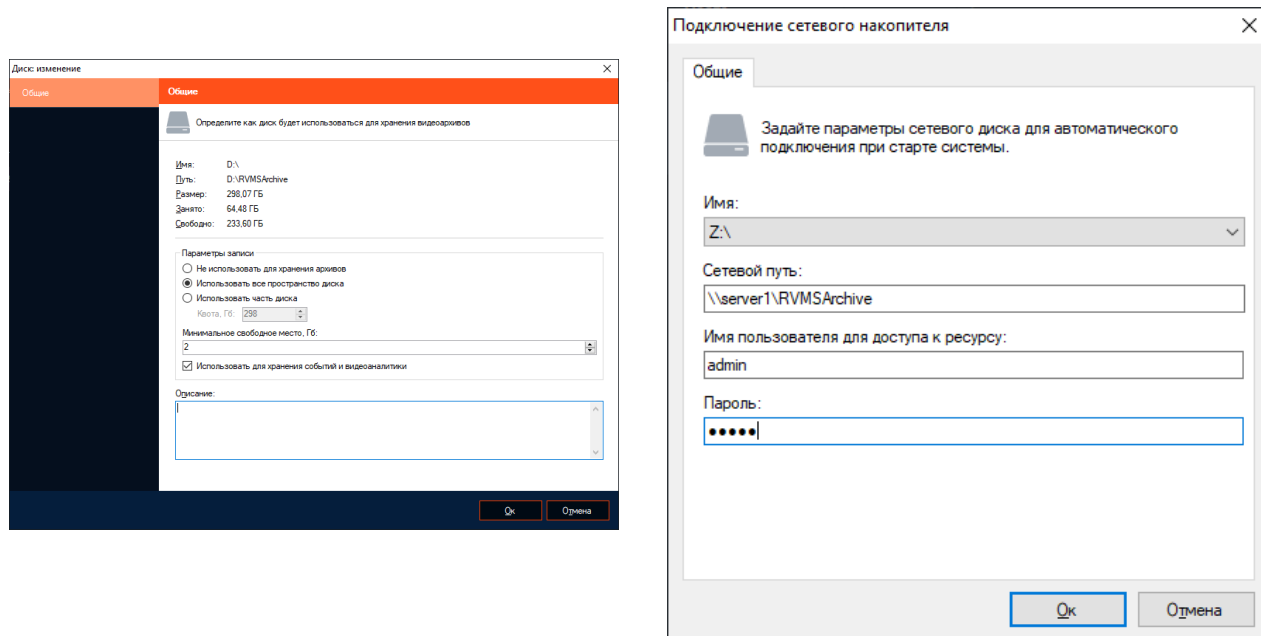 Диск: изменение
Общие
Общие
Определите как диск будет использоваться для хранения видеоархивов
Имя: D:\
Путь: D:\RVMSArchive
Размер: 298,07 ГБ
Занято: 64,48 ГБ
Свободно: 233,60 ГБ
Параметры записи
Не использовать для хранения архивов
Использовать все пространство диска
Использовать часть диска
Квота, Гб: 298
Минимальное свободное место, Гб:
2
Использовать для хранения событий и видеоаналитики
Описание:
Ок Отмена
Подключение сетевого накопителя
Общие
Задайте параметры сетевого диска для автоматического
подключения при старте системы.
Имя:
Z:\
Сетевой путь:
\\server1\RVMSArchive
Имя пользователя для доступа к ресурсу:
admin
Пароль:
●●●●●
Ок Отмена